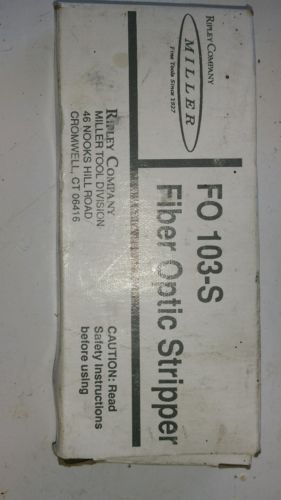 RIPLEY COMPANY
MILLER
Fine Tools Since 1927
FO 103-S
Fiber Optic Stripper
RIPLEY COMPANY
MILLER TOOL DIVISION
46 NOOKS HILL ROAD
CROMWELL, CT 06416
CAUTION: Read
Safety Instructions
before using